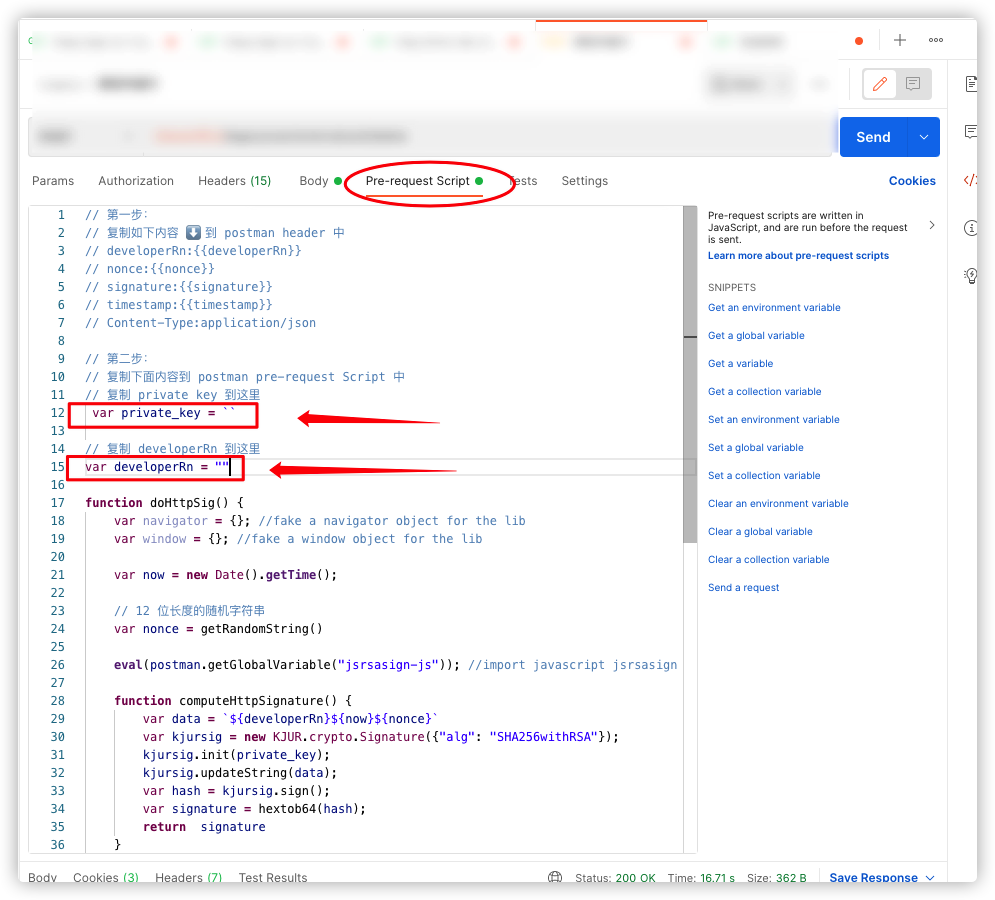 Send
Params Authorization Headers (15) Body Pre-request Script Tests Settings Cookies
1 // 第一步：
2 // 复制如下内容 ⬇️ 到 postman header 中
3 // developerRn:{{developerRn}}
4 // nonce:{{nonce}}
5 // signature:{{signature}}
6 // timestamp:{{timestamp}}
7 // Content-Type:application/json
8
9 // 第二步：
10 // 复制下面内容到 postman pre-request Script 中
11 // 复制 private key 到这里
12 var private_key = ``
13
14 // 复制 developerRn 到这里
15 var developerRn = ""
16
17 function doHttpSig() {
18 var navigator = {}; //fake a navigator object for the lib
19 var window = {}; //fake a window object for the lib
20
21 var now = new Date().getTime();
22
23 // 12 位长度的随机字符串
24 var nonce = getRandomString()
25
26 eval(postman.getGlobalVariable("jsrsasign-js")); //import javascript jsrsasign
27
28 function computeHttpSignature() {
29 var data = `${developerRn}${now}${nonce}`
30 var kjursig = new KJUR.crypto.Signature({"alg": "SHA256withRSA"});
31 kjursig.init(private_key);
32 kjursig.updateString(data);
33 var hash = kjursig.sign();
34 var signature = hextob64(hash);
35 return signature
36 }
Pre-request scripts are written in
JavaScript, and are run before the request
is sent.
Learn more about pre-request scripts
SNIPPETS
Get an environment variable
Get a global variable
Get a variable
Get a collection variable
Set an environment variable
Set a global variable
Set a collection variable
Clear an environment variable
Clear a global variable
Clear a collection variable
Send a request
Body Cookies (3) Headers (7) Test Results Status: 200 OK Time: 16.71 s Size: 362 B Save Response